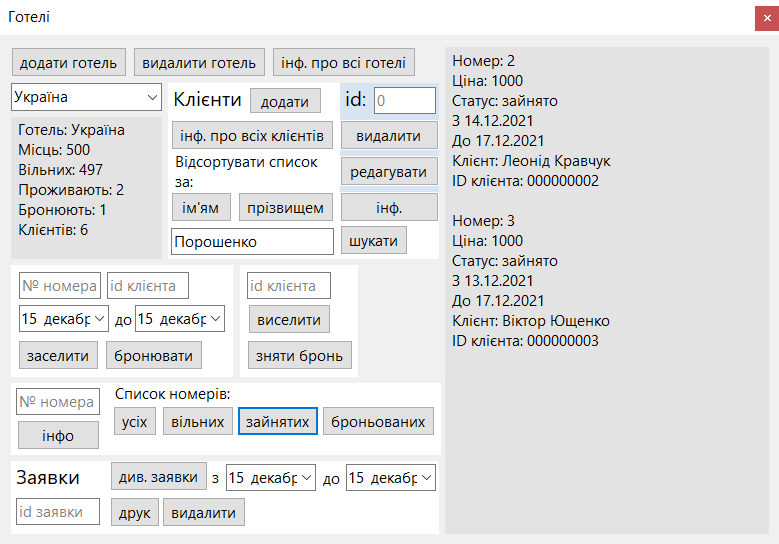 Готелі
додати готель видалити готель інф. про всі готелі
Україна
Готель: Україна
Місць: 500
Вільних: 497
Проживають: 2
Бронюють: 1
Клієнтів: 6
Клієнти додати id: 0
інф. про всіх клієнтів видалити
Відсортувати список
за:
редагувати
ім'ям прізвищем інф.
Порошенко шукати
№ номера id клієнта
15 декабр до 15 декабр
заселити бронювати
id клієнта
виселити
зняти бронь
№ номера
інфо
Список номерів:
усіх вільних зайнятих броньованих
Заявки див. заявки з 15 декабр до 15 декабр
id заявки друк видалити
Номер: 2
Ціна: 1000
Статус: зайнято
З 14.12.2021
До 17.12.2021
Клієнт: Леонід Кравчук
ID клієнта: 000000002
Номер: 3
Ціна: 1000
Статус: зайнято
З 13.12.2021
До 17.12.2021
Клієнт: Віктор Ющенко
ID клієнта: 000000003